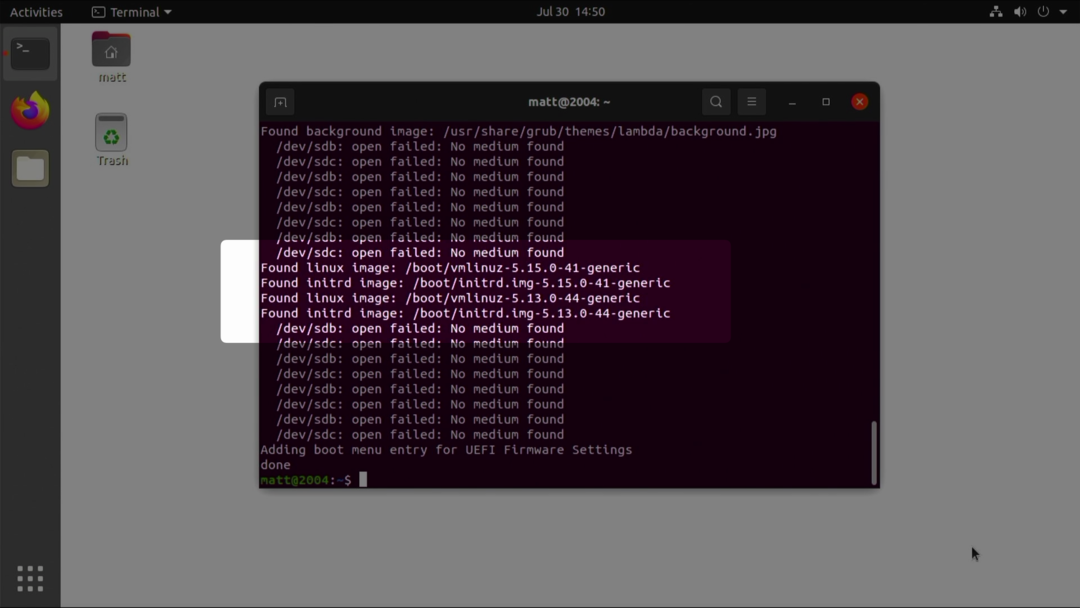 Activities
Terminal
Jul 30 14:50
matt
Trash
matt@2004: ~
Found background image: /usr/share/grub/themes/lambda/background.jpg
/dev/sdb: open failed: No medium found
/dev/sdc: open failed: No medium found
/dev/sdb: open failed: No medium found
/dev/sdc: open failed: No medium found
/dev/sdb: open failed: No medium found
/dev/sdc: open failed: No medium found
/dev/sdb: open failed: No medium found
/dev/sdc: open failed: No medium found
Found linux image: /boot/vmlinuz-5.15.0-41-generic
Found initrd image: /boot/initrd.img-5.15.0-41-generic
Found linux image: /boot/vmlinuz-5.13.0-44-generic
Found initrd image: /boot/initrd.img-5.13.0-44-generic
/dev/sdb: open failed: No medium found
/dev/sdc: open failed: No medium found
/dev/sdb: open failed: No medium found
/dev/sdc: open failed: No medium found
/dev/sdb: open failed: No medium found
/dev/sdc: open failed: No medium found
/dev/sdb: open failed: No medium found
/dev/sdc: open failed: No medium found
Adding boot menu entry for UEFI Firmware Settings
done
matt@2004:~$